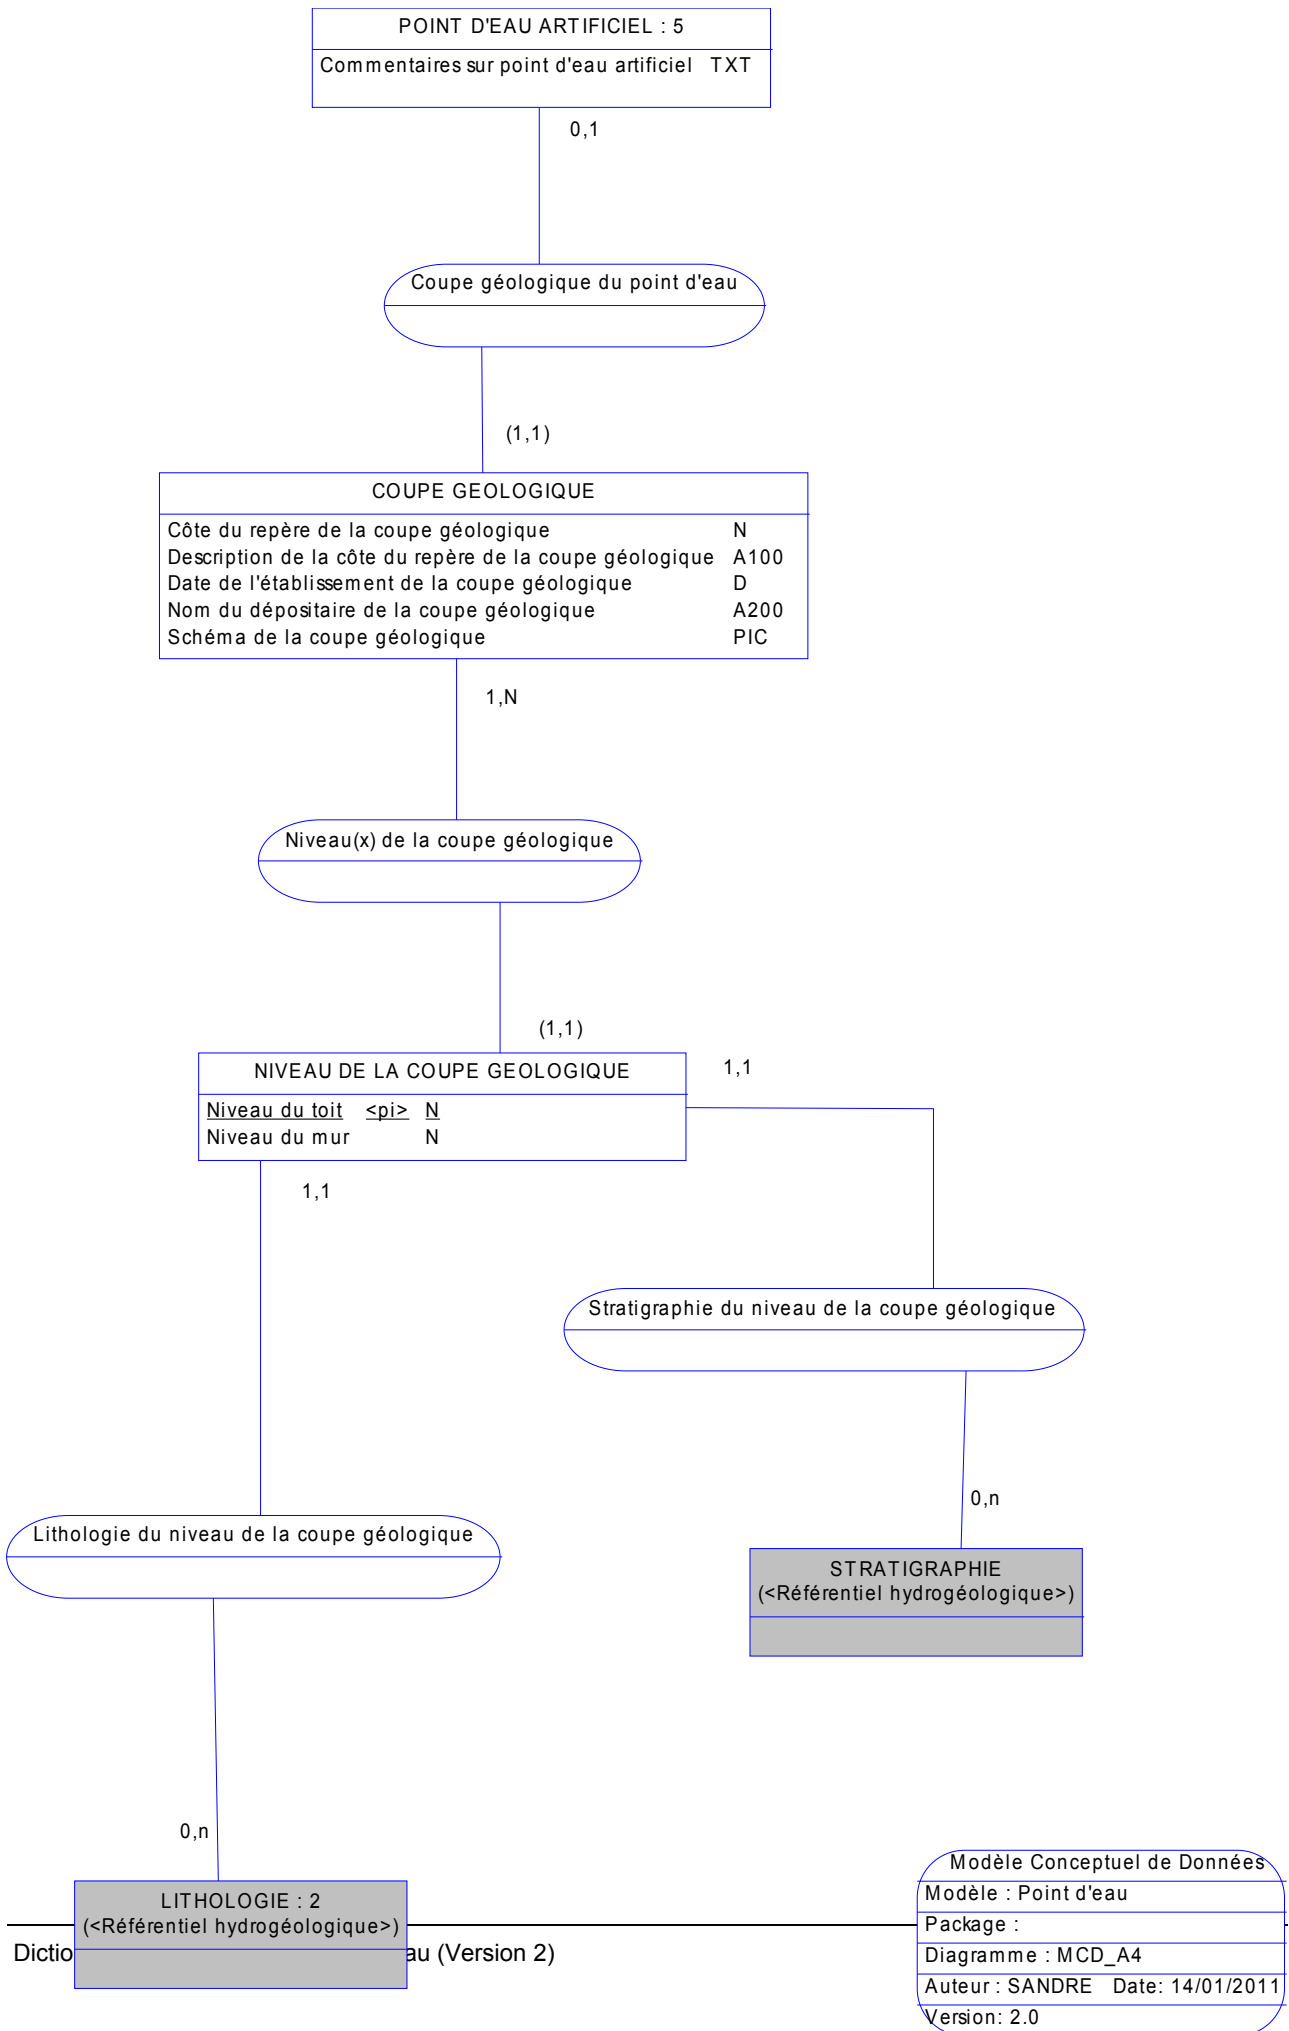 POINT D'EAU ARTIFICIEL : 5
Commentaires sur point d'eau artificiel TXT
0,1
Coupe géologique du point d'eau
(1,1)
COUPE GEOLOGIQUE
Côte du repère de la coupe géologique N
Description de la côte du repère de la coupe géologique A100
Date de l'établissement de la coupe géologique D
Nom du dépositaire de la coupe géologique A200
Schéma de la coupe géologique PIC
1,N
Niveau(x) de la coupe géologique
(1,1)
NIVEAU DE LA COUPE GEOLOGIQUE
1,1
Niveau du toit <pi> N
Niveau du mur N
1,1
Stratigraphie du niveau de la coupe géologique
0,n
Lithologie du niveau de la coupe géologique
STRATIGRAPHIE
(<Référentiel hydrogéologique>)
0,n
LITHOLOGIE : 2
(<Référentiel hydrogéologique>)
Modèle Conceptuel de Données
Modèle : Point d'eau
Package :
Diagramme : MCD_A4
Auteur : SANDRE Date: 14/01/2011
Version: 2.0
Dictio au (Version 2)